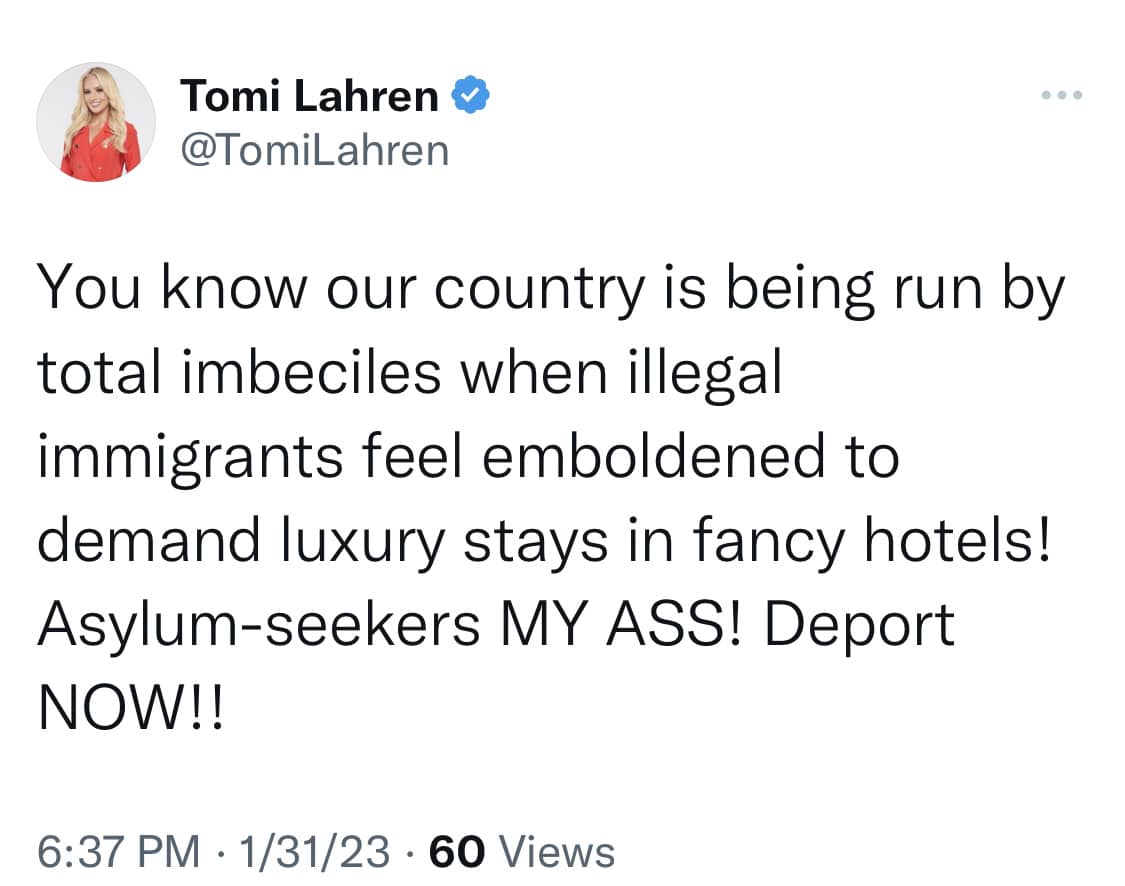 Tomi Lahren
@TomiLahren
You know our country is being run by
total imbeciles when illegal
immigrants feel emboldened to
demand luxury stays in fancy hotels!
Asylum-seekers MY ASS! Deport
NOW!!
6:37 PM · 1/31/23 · 60 Views